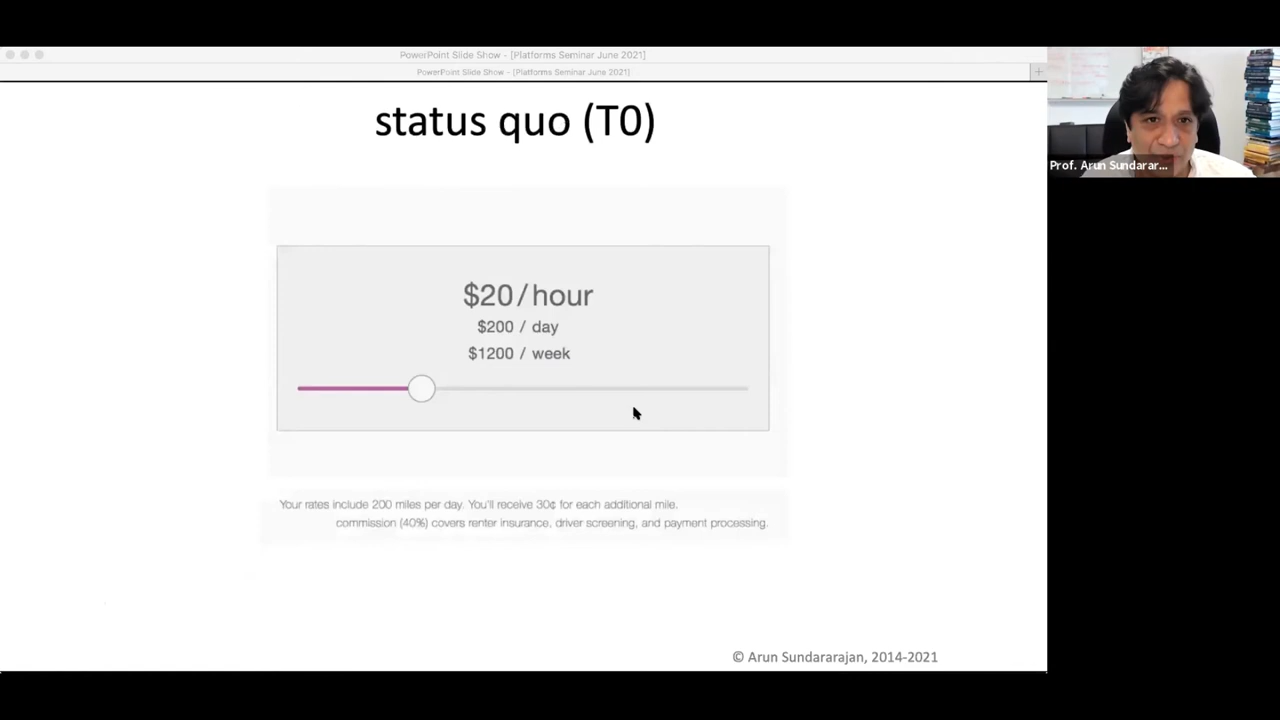 PowerPoint Slide Show - [Platforms Seminar June 2021]
PowerPoint Slide Show - [Platforms Seminar June 2021]
+
status quo (T0)
Prof. Arun Sundarar...
$20/hour
$200 / day
$1200 / week
Your rates include 200 miles per day. You'll receive 30¢ for each additional mile.
commission (40%) covers renter insurance, driver screening, and payment processing.
© Arun Sundararajan, 2014-2021